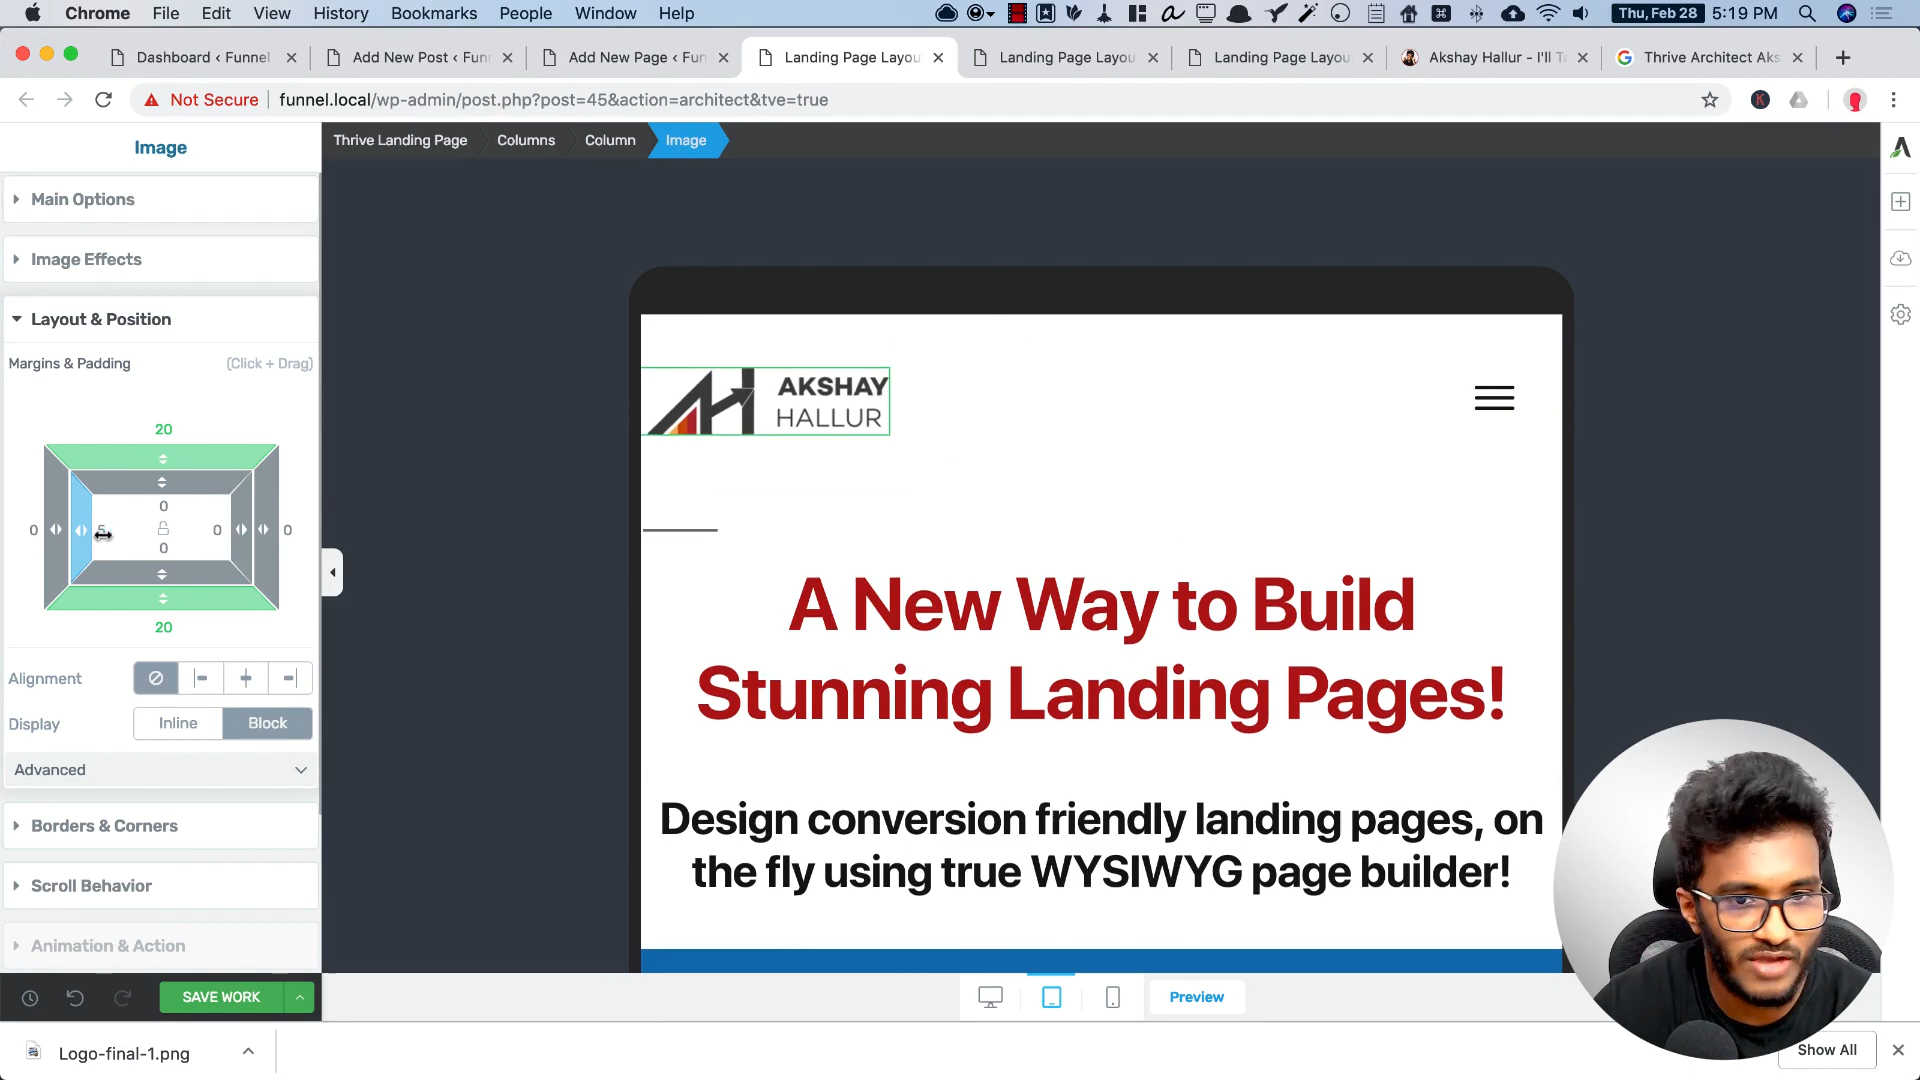 Chrome File Edit View History Bookmarks People Window Help
Thu, Feb 28 5:19 PM
Dashboard ‹ Funnel
Add New Post ‹ Funn
Add New Page ‹ Fun
Landing Page Layou
Landing Page Layou
Landing Page Layou
Akshay Hallur - I'll Ta
Thrive Architect Aks
Not Secure funnel.local/wp-admin/post.php?post=45&action=architect&tve=true
Image
Thrive Landing Page Columns Column Image
Main Options
Image Effects
Layout & Position
Margins & Padding (Click + Drag)
20
0
0 5 0 0
0
20
Alignment
Display Inline Block
Advanced
Borders & Corners
Scroll Behavior
Animation & Action
SAVE WORK
AKSHAY
HALLUR
A New Way to Build
Stunning Landing Pages!
Design conversion friendly landing pages, on
the fly using true WYSIWYG page builder!
Preview
Logo-final-1.png
Show All